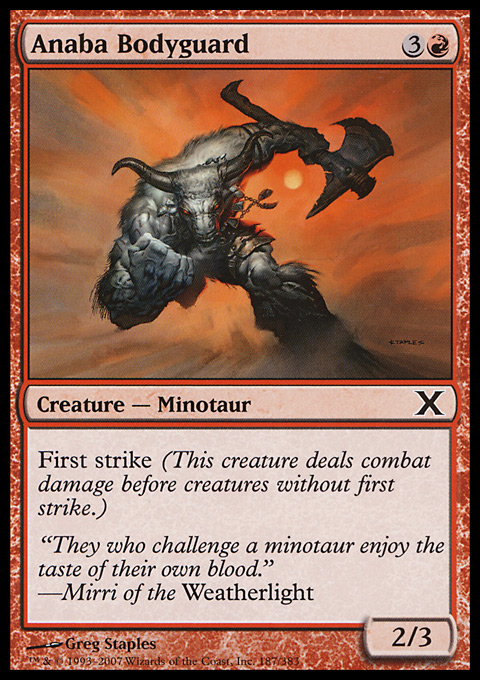 Anaba Bodyguard 3
STAPLES
Creature — Minotaur X
First strike (This creature deals combat
damage before creatures without first
strike.)
“They who challenge a minotaur enjoy the
taste of their own blood.”
—Mirri of the Weatherlight
2/3
Greg Staples
™ & © 1993–2007 Wizards of the Coast, Inc. 187/383